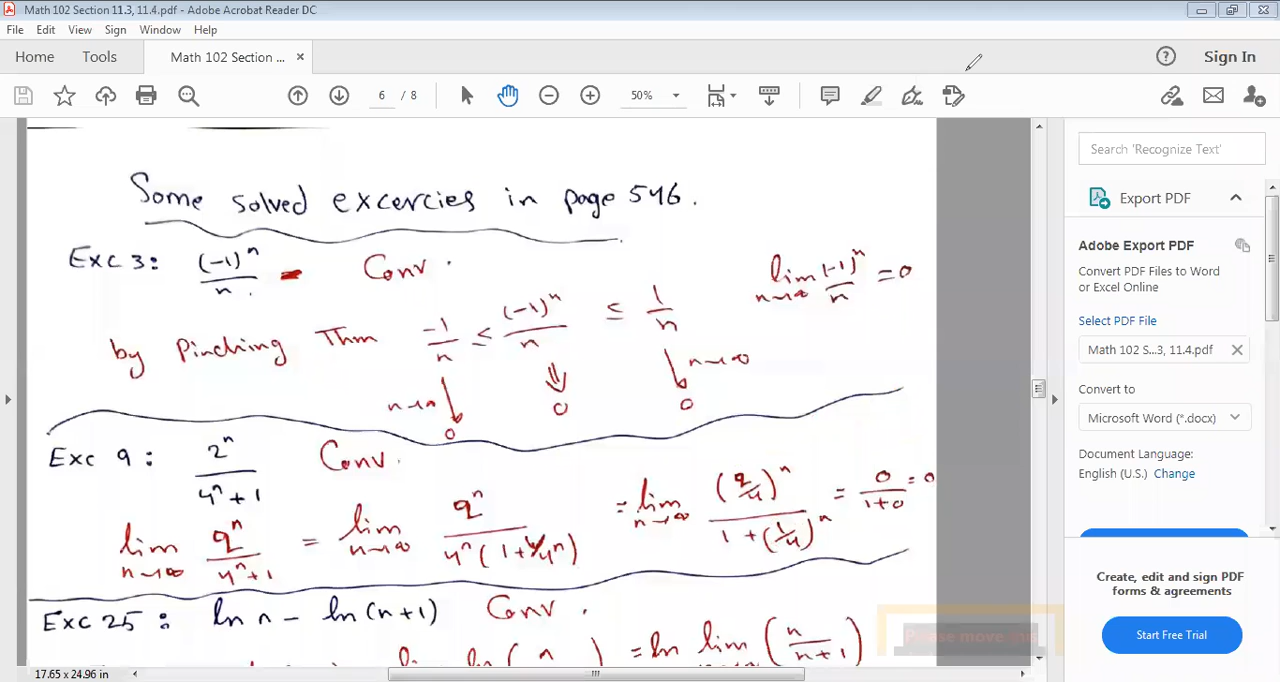 Math 102 Section 11.3, 11.4.pdf - Adobe Acrobat Reader DC
File Edit View Sign Window Help
Home Tools Math 102 Section ... × Sign In
6 / 8 50%
Some solved excercies in page 546.
Exc 3: (-1)^n / n Conv. lim n→∞ (-1)^n / n = 0
by Pinching Thm -1/n ≤ (-1)^n / n ≤ 1/n
n→∞ 0 0 n→∞ 0
Exc 9: 2^n / (4^n + 1) Conv.
lim n→∞ 2^n / (4^n + 1) = lim n→∞ 2^n / 4^n (1 + 1/4^n) = lim n→∞ (2/4)^n / 1 + (1/4)^n = 0 / 1+0 = 0
Exc 25: ln n - ln(n+1) Conv.
= ln lim ( n / n+1 )
Please move this
17.65 x 24.96 in
Search 'Recognize Text'
Export PDF
Adobe Export PDF
Convert PDF Files to Word
or Excel Online
Select PDF File
Math 102 S...3, 11.4.pdf ×
Convert to
Microsoft Word (*.docx)
Document Language:
English (U.S.) Change
Create, edit and sign PDF
forms & agreements
Start Free Trial